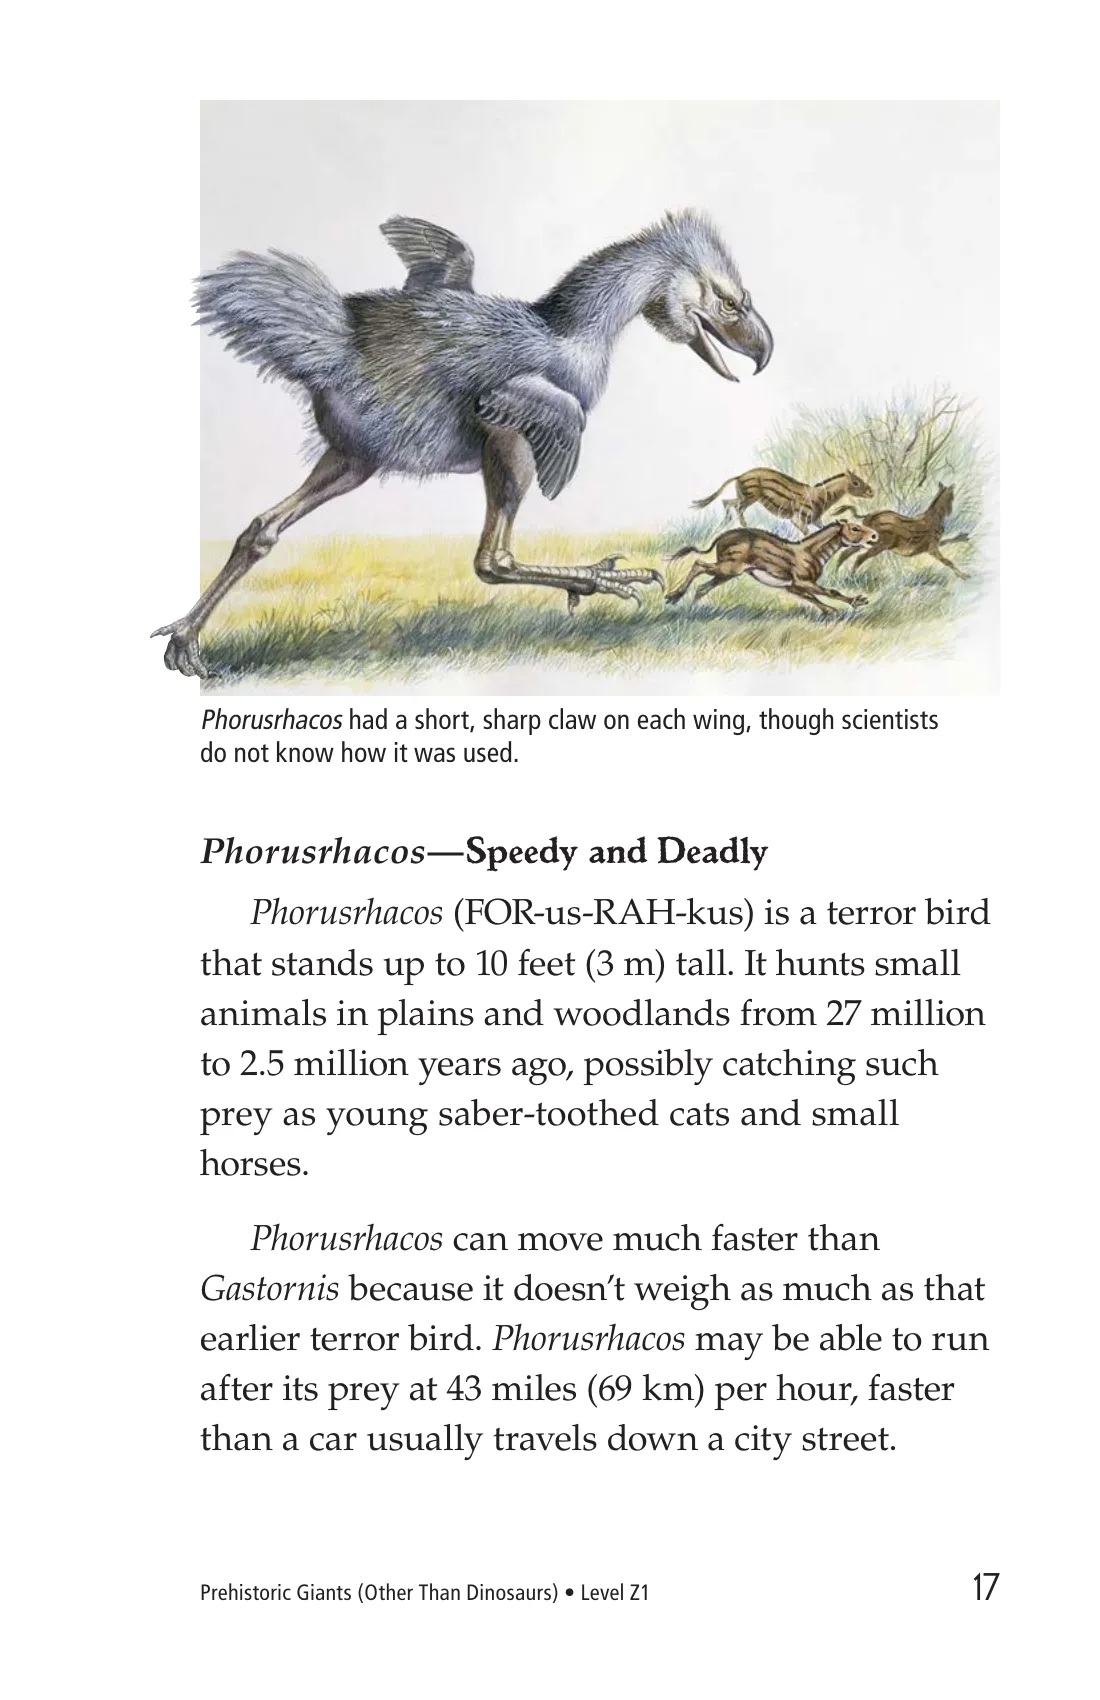 Phorusrhacos had a short, sharp claw on each wing, though scientists
do not know how it was used.
Phorusrhacos—Speedy and Deadly
Phorusrhacos (FOR-us-RAH-kus) is a terror bird
that stands up to 10 feet (3 m) tall. It hunts small
animals in plains and woodlands from 27 million
to 2.5 million years ago, possibly catching such
prey as young saber-toothed cats and small
horses.
Phorusrhacos can move much faster than
Gastornis because it doesn’t weigh as much as that
earlier terror bird. Phorusrhacos may be able to run
after its prey at 43 miles (69 km) per hour, faster
than a car usually travels down a city street.
Prehistoric Giants (Other Than Dinosaurs) • Level Z1 17